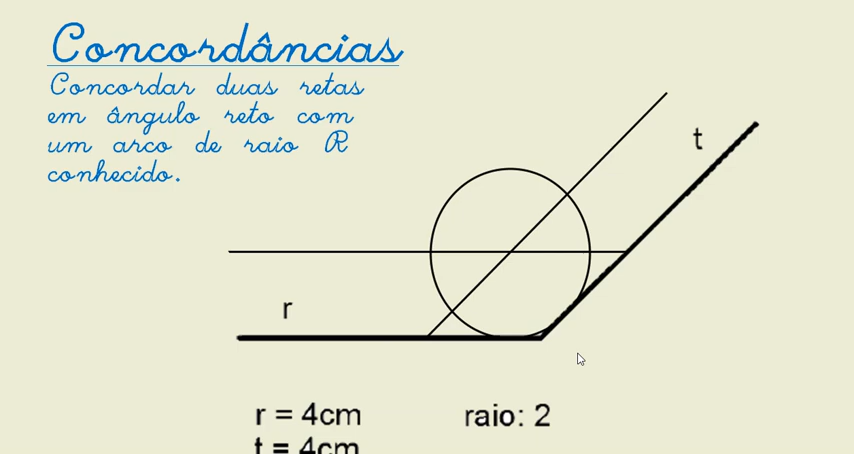 Concordâncias
Concordar duas retas
em ângulo reto com
um arco de raio R
conhecido.
t
r
r = 4cm
raio: 2
t = 4cm